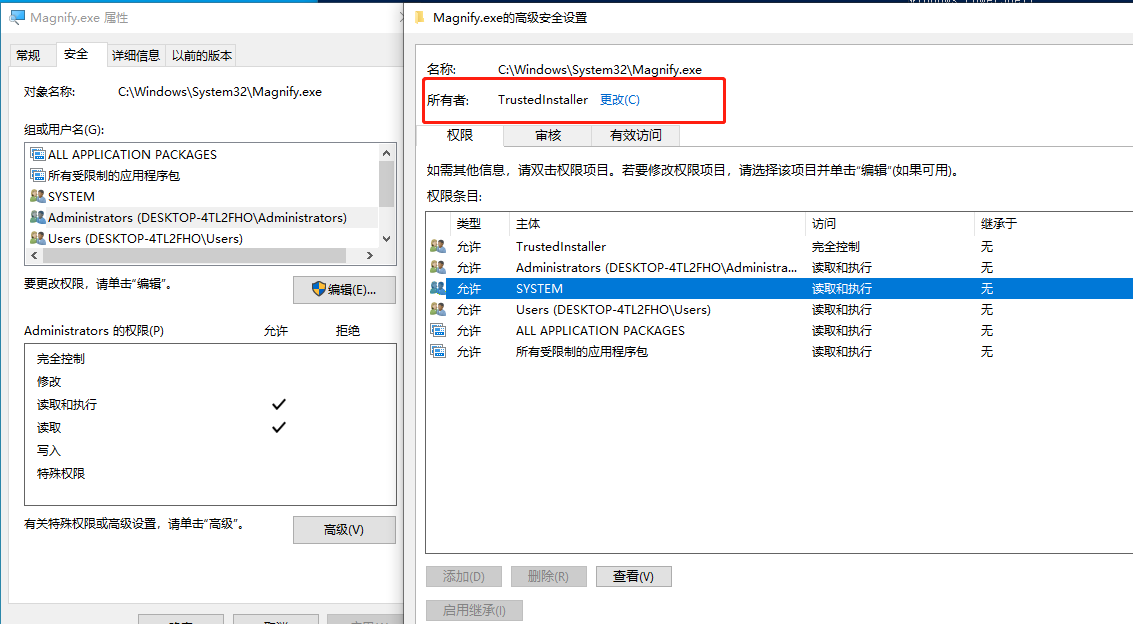 Magnify.exe 属性
常规 安全 详细信息 以前的版本
对象名称: C:\Windows\System32\Magnify.exe
组或用户名(G):
ALL APPLICATION PACKAGES
所有受限制的应用程序包
SYSTEM
Administrators (DESKTOP-4TL2FHO\Administrators)
Users (DESKTOP-4TL2FHO\Users)
要更改权限，请单击"编辑"。
编辑(E)...
Administrators 的权限(P) 允许 拒绝
完全控制
修改
读取和执行
读取
写入
特殊权限
有关特殊权限或高级设置，请单击"高级"。
高级(V)
Magnify.exe的高级安全设置
名称: C:\Windows\System32\Magnify.exe
所有者: TrustedInstaller 更改(C)
权限 审核 有效访问
如需其他信息，请双击权限项目。若要修改权限项目，请选择该项目并单击"编辑"(如果可用)。
权限条目:
类型 主体 访问 继承于
允许 TrustedInstaller 完全控制 无
允许 Administrators (DESKTOP-4TL2FHO\Administra... 读取和执行 无
允许 SYSTEM 读取和执行 无
允许 Users (DESKTOP-4TL2FHO\Users) 读取和执行 无
允许 ALL APPLICATION PACKAGES 读取和执行 无
允许 所有受限制的应用程序包 读取和执行 无
添加(D) 删除(R) 查看(V)
启用继承(I)